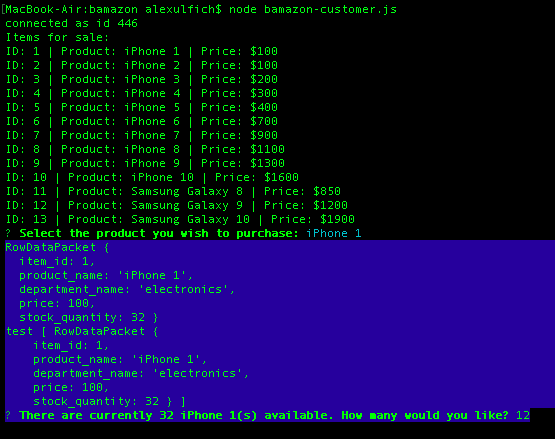 [MacBook-Air:bamazon alexulfich$ node bamazon-customer.js
connected as id 446
Items for sale:
ID: 1 | Product: iPhone 1 | Price: $100
ID: 2 | Product: iPhone 2 | Price: $100
ID: 3 | Product: iPhone 3 | Price: $200
ID: 4 | Product: iPhone 4 | Price: $300
ID: 5 | Product: iPhone 5 | Price: $400
ID: 6 | Product: iPhone 6 | Price: $700
ID: 7 | Product: iPhone 7 | Price: $900
ID: 8 | Product: iPhone 8 | Price: $1100
ID: 9 | Product: iPhone 9 | Price: $1300
ID: 10 | Product: iPhone 10 | Price: $1600
ID: 11 | Product: Samsung Galaxy 8 | Price: $850
ID: 12 | Product: Samsung Galaxy 9 | Price: $1200
ID: 13 | Product: Samsung Galaxy 10 | Price: $1900
? Select the product you wish to purchase: iPhone 1
RowDataPacket {
  item_id: 1,
  product_name: 'iPhone 1',
  department_name: 'electronics',
  price: 100,
  stock_quantity: 32 }
test [ RowDataPacket {
    item_id: 1,
    product_name: 'iPhone 1',
    department_name: 'electronics',
    price: 100,
    stock_quantity: 32 } ]
? There are currently 32 iPhone 1(s) available. How many would you like? 12